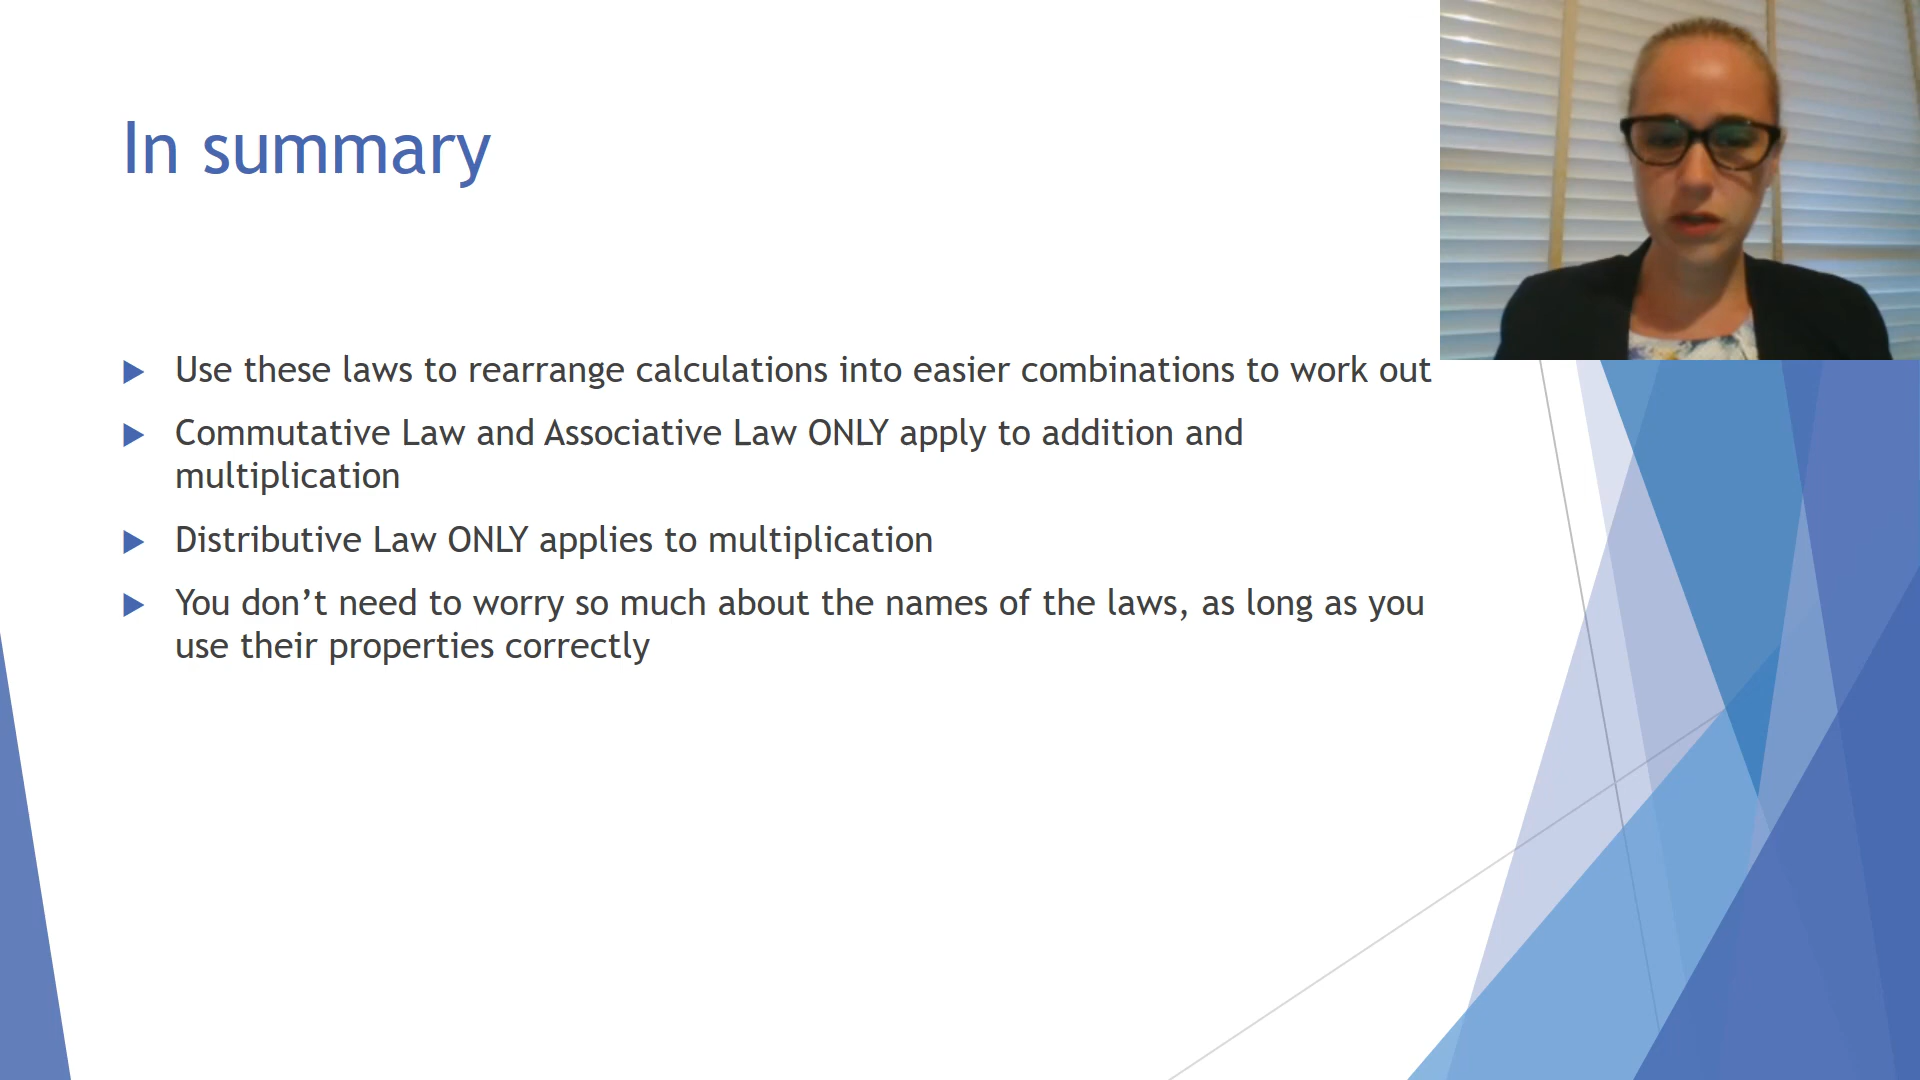 In summary
Use these laws to rearrange calculations into easier combinations to work out
Commutative Law and Associative Law ONLY apply to addition and
multiplication
Distributive Law ONLY applies to multiplication
You don’t need to worry so much about the names of the laws, as long as you
use their properties correctly